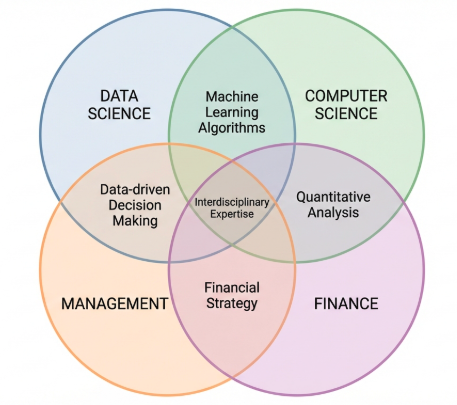 DATA
SCIENCE
Machine
Learning
Algorithms
COMPUTER
SCIENCE
Data-driven
Decision
Making
Interdisciplinary
Expertise
Quantitative
Analysis
MANAGEMENT
Financial
Strategy
FINANCE